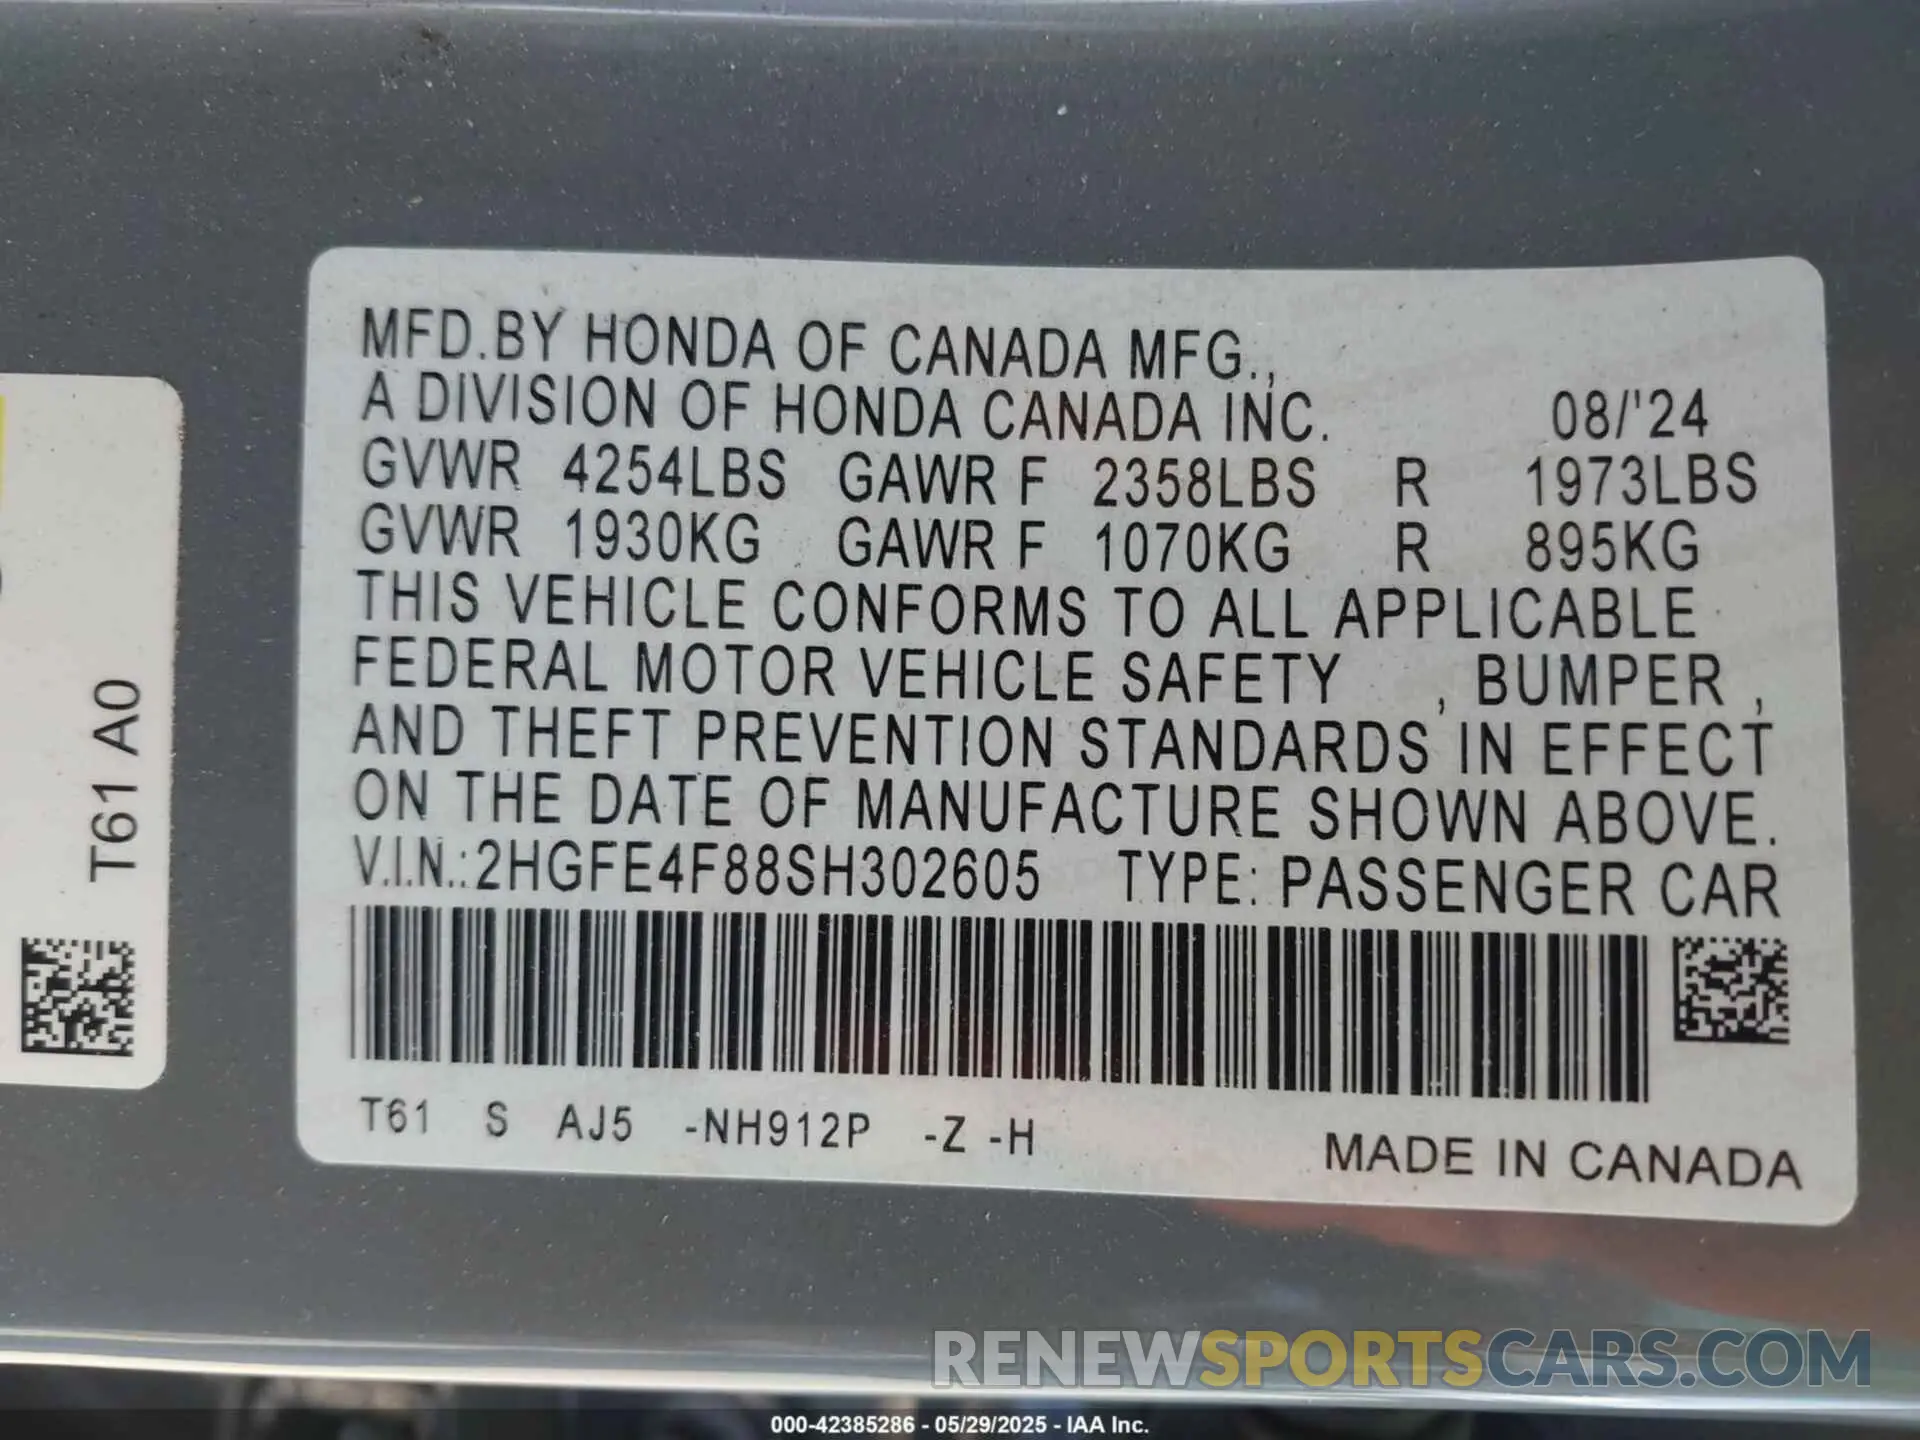 MFD.BY HONDA OF CANADA MFG.,
A DIVISION OF HONDA CANADA INC. 08/'24
GVWR 4254LBS GAWR F 2358LBS R 1973LBS
GVWR 1930KG GAWR F 1070KG R 895KG
THIS VEHICLE CONFORMS TO ALL APPLICABLE
FEDERAL MOTOR VEHICLE SAFETY , BUMPER ,
AND THEFT PREVENTION STANDARDS IN EFFECT
ON THE DATE OF MANUFACTURE SHOWN ABOVE.
V.I.N.:2HGFE4F88SH302605 TYPE: PASSENGER CAR
T61 S AJ5 -NH912P -Z -H
MADE IN CANADA
T61 A0
RENEWSPORTSCARS.COM
000-42385286 - 05/29/2025 - IAA Inc.